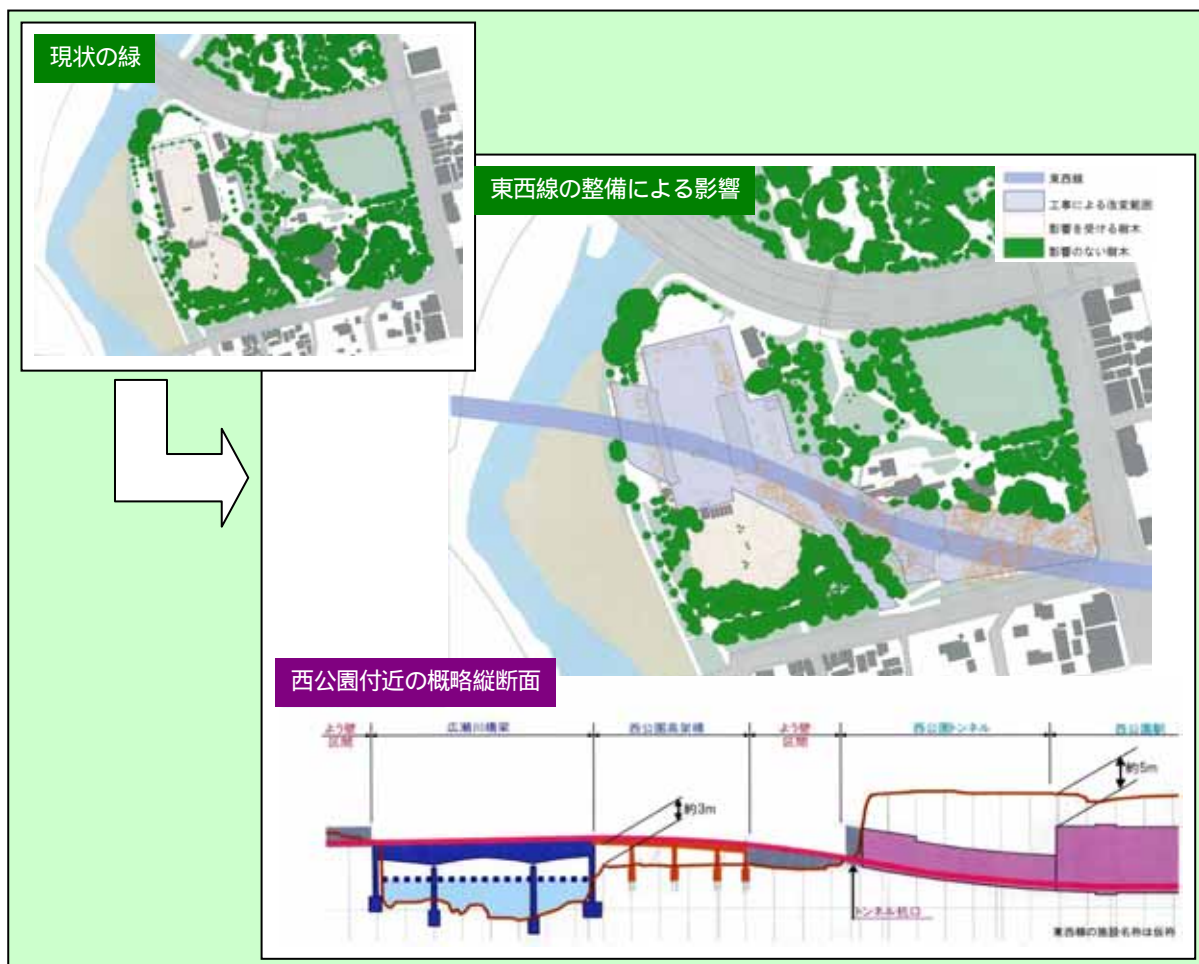 現状の緑
東西線の整備による影響
東西線
工事による改変範囲
影響を受ける樹木
影響のない樹木
西公園付近の概略縦断面
よう壁
区間
広瀬川橋梁
西公園高架橋
よう壁
区間
西公園トンネル
西公園駅
約3m
約5m
トンネル坑口
東西線の施設名称は仮称